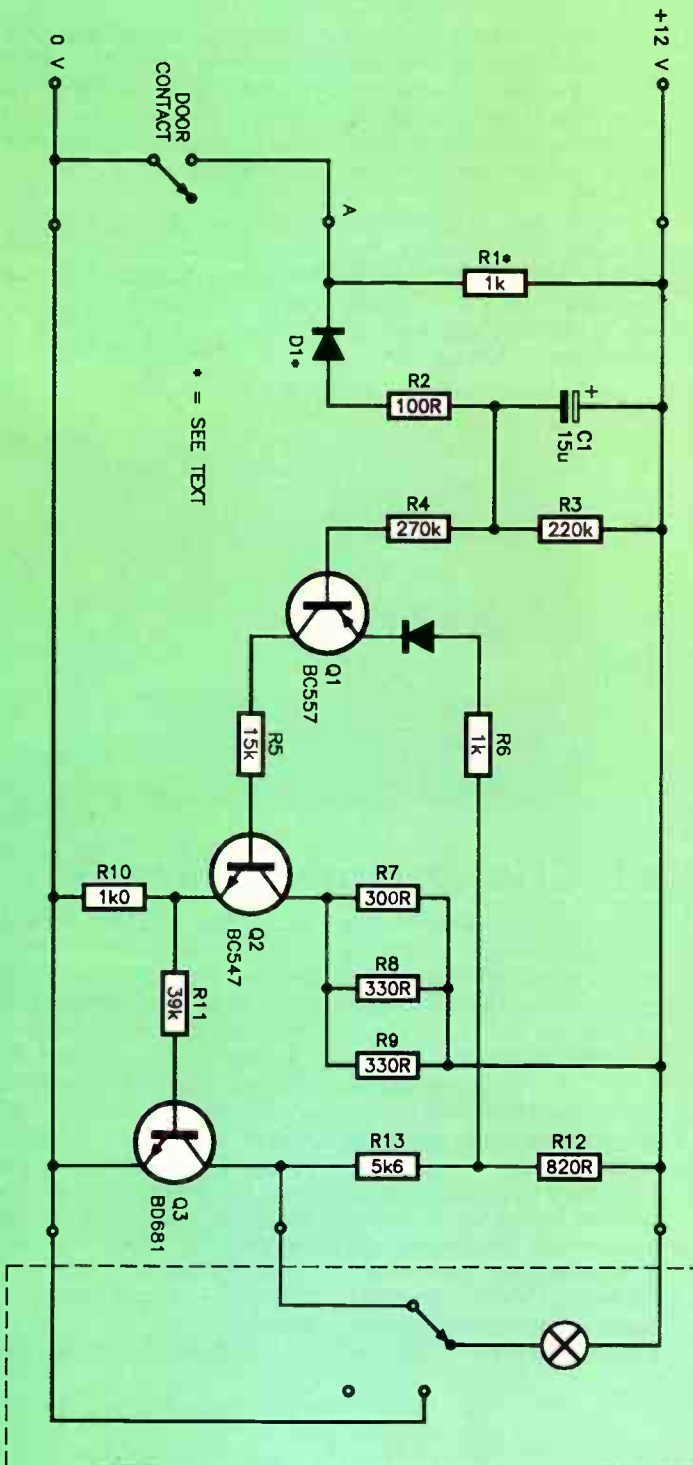 +12 V
0 V
DOOR
CONTACT
A
R1*
1k
D1*
* = SEE TEXT
R2
100R
+
C1
15u
R4
270k
R3
220k
Q1
BC557
R5
15k
R6
1k
R10
1k0
Q2
BC547
R7
300R
R8
330R
R9
330R
R11
39k
Q3
BD681
R13
5k6
R12
820R